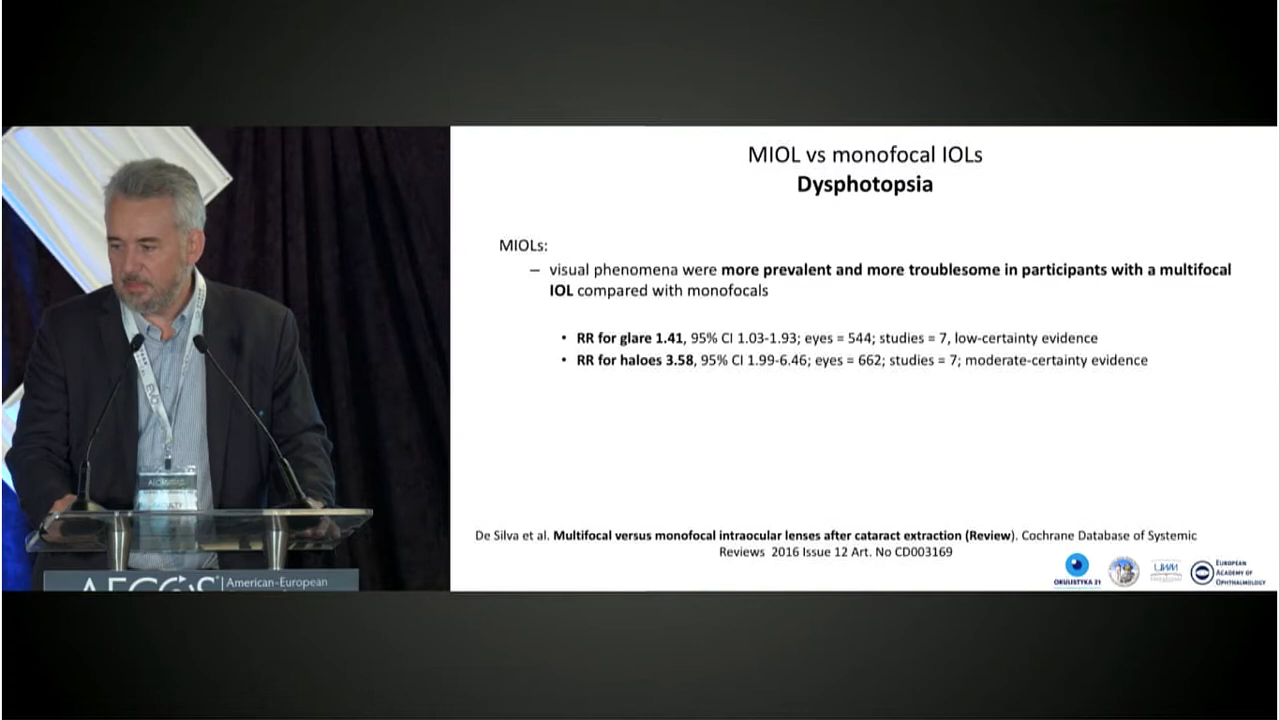 MIOL vs monofocal IOLs
Dysphotopsia
MIOLs:
– visual phenomena were more prevalent and more troublesome in participants with a multifocal
IOL compared with monofocals
• RR for glare 1.41, 95% CI 1.03-1.93; eyes = 544; studies = 7, low-certainty evidence
• RR for haloes 3.58, 95% CI 1.99-6.46; eyes = 662; studies = 7; moderate-certainty evidence
De Silva et al. Multifocal versus monofocal intraocular lenses after cataract extraction (Review). Cochrane Database of Systemic
Reviews 2016 Issue 12 Art. No CD003169
OKULISTYKA 21
UWM
EUROPEAN
ACADEMY OF
OPHTHALMOLOGY
American-European